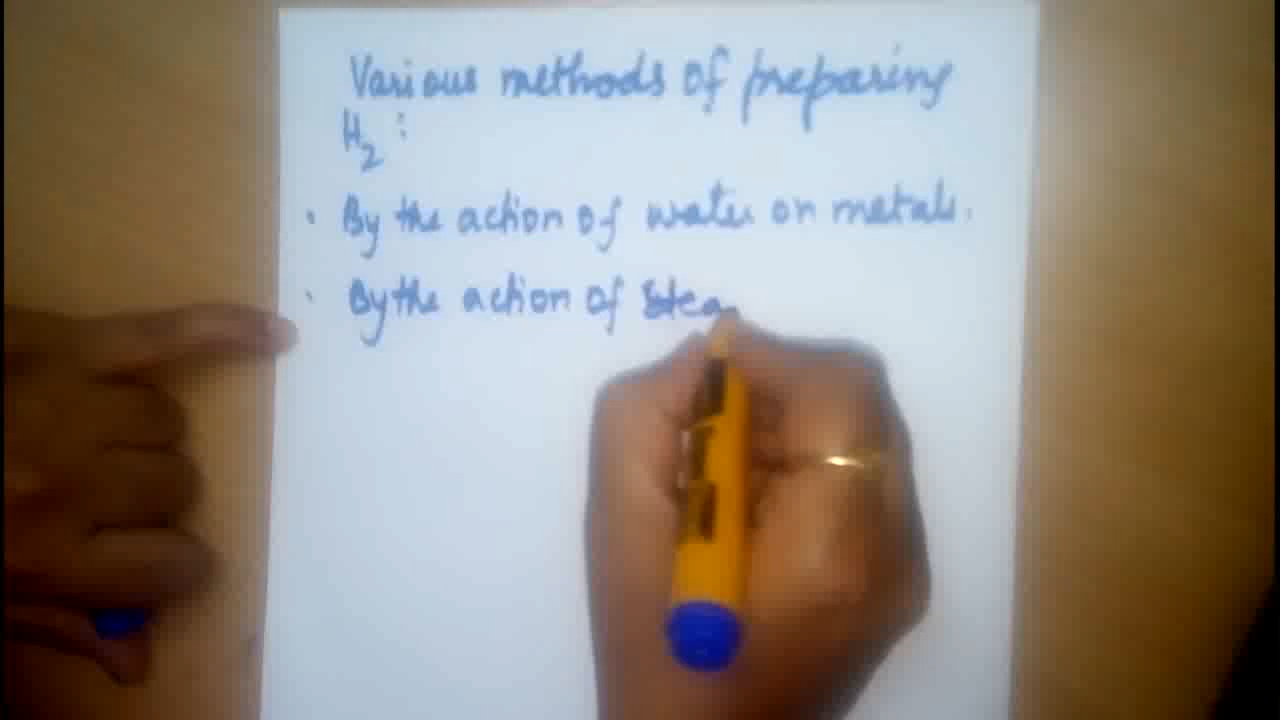 Various methods of preparing
H₂ :
• By the action of water on metals.
• By the action of Stea